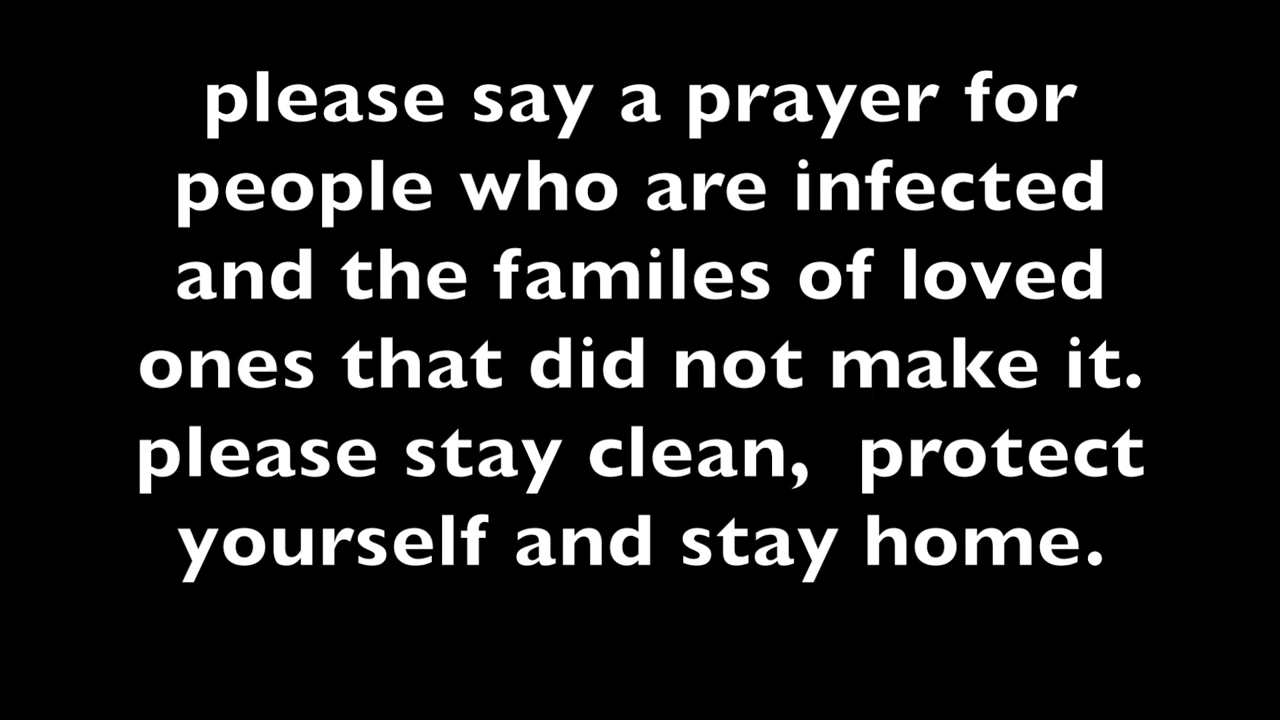 please say a prayer for
people who are infected
and the familes of loved
ones that did not make it.
please stay clean,  protect
yourself and stay home.